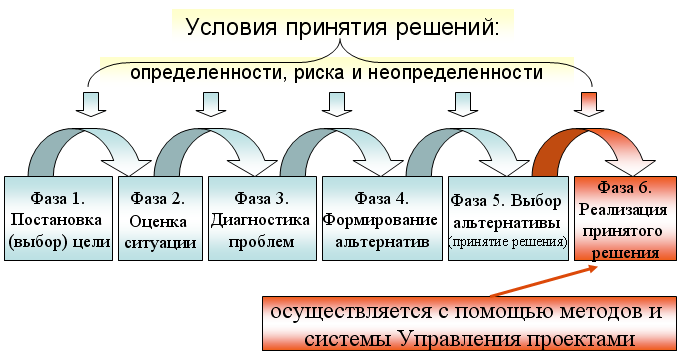 Условия принятия решений:
определенности, риска и неопределенности
Фаза 1.
Постановка
(выбор) цели
Фаза 2.
Оценка
ситуации
Фаза 3.
Диагностика
проблем
Фаза 4.
Формирование
альтернатив
Фаза 5. Выбор
альтернативы
(принятие решения)
Фаза 6.
Реализация
принятого
решения
осуществляется с помощью методов и
системы Управления проектами